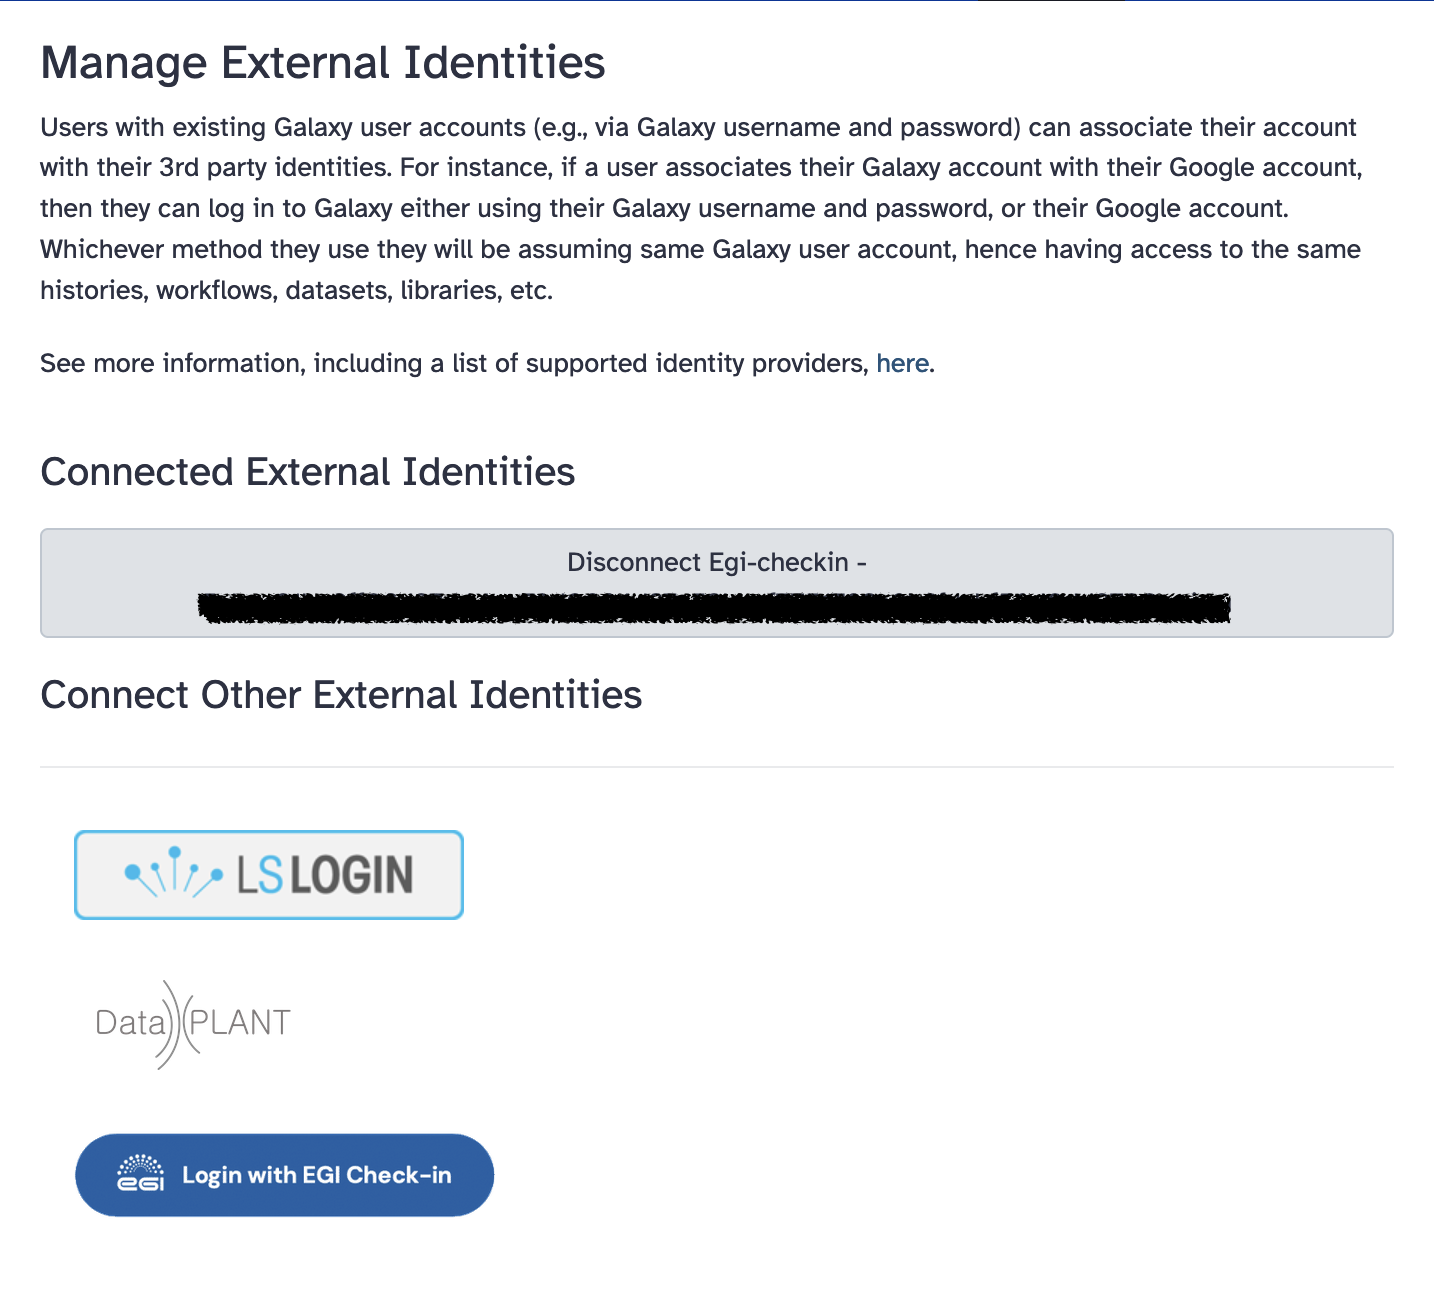 Manage External Identities
Users with existing Galaxy user accounts (e.g., via Galaxy username and password) can associate their account
with their 3rd party identities. For instance, if a user associates their Galaxy account with their Google account,
then they can log in to Galaxy either using their Galaxy username and password, or their Google account.
Whichever method they use they will be assuming same Galaxy user account, hence having access to the same
histories, workflows, datasets, libraries, etc.
See more information, including a list of supported identity providers, here.
Connected External Identities
Disconnect Egi-checkin -
Connect Other External Identities
LS LOGIN
Data PLANT
egi Login with EGI Check-in